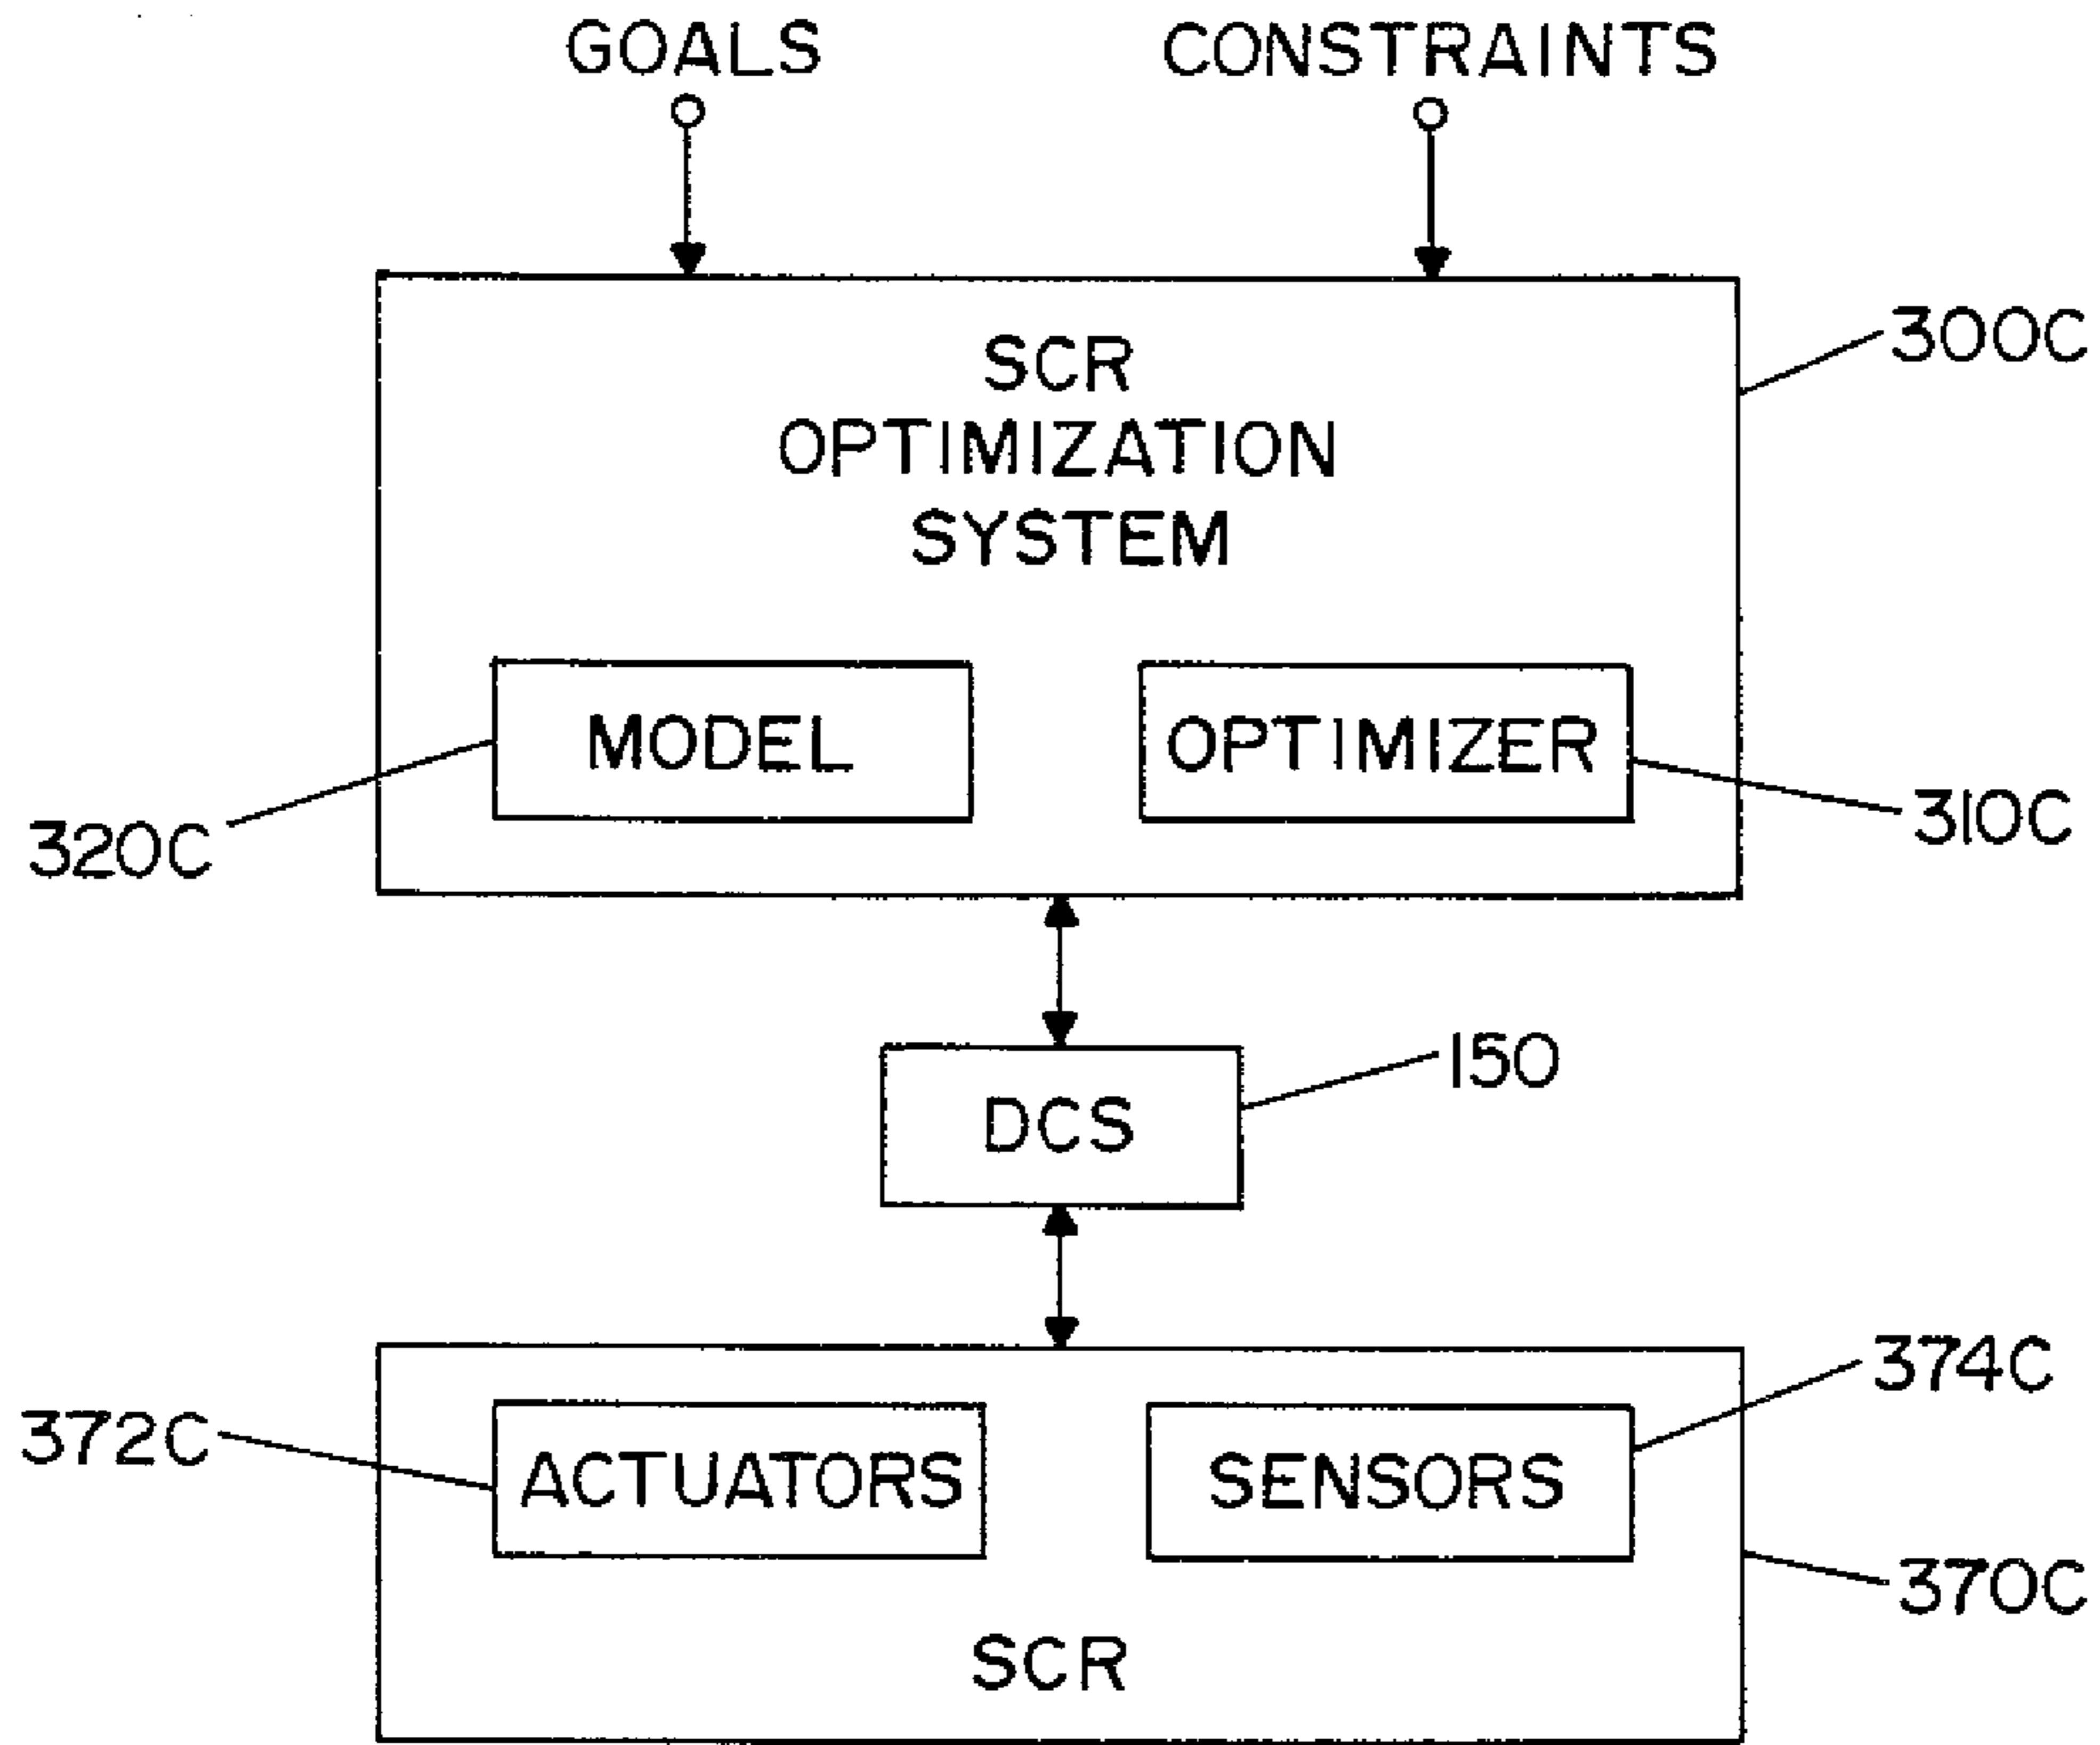 GOALS
CONSTRAINTS
300C
SCR
OPTIMIZATION
SYSTEM
MODEL
OPTIMIZER
320C
310C
150
DCS
374C
372C
ACTUATORS
SENSORS
370C
SCR